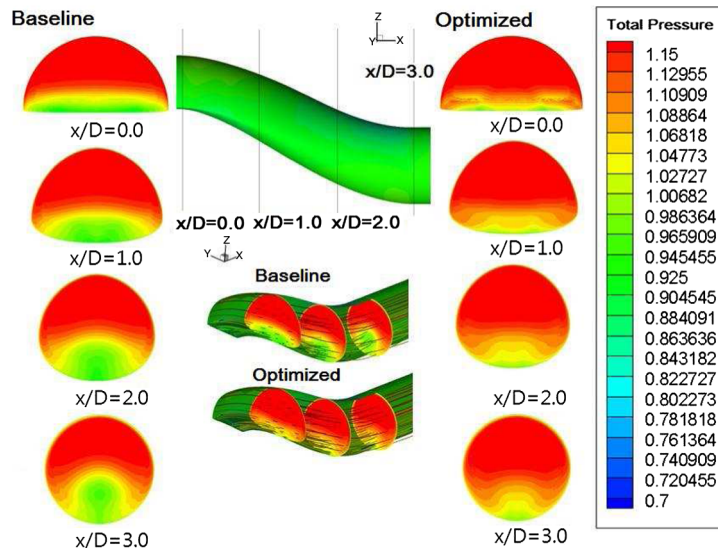 Baseline
x/D=0.0
x/D=1.0
x/D=2.0
x/D=3.0
Z
Y
X
x/D=3.0
x/D=0.0 x/D=1.0 x/D=2.0
Z
Y
X
Baseline
Optimized
Optimized
x/D=0.0
x/D=1.0
x/D=2.0
x/D=3.0
Total Pressure
1.15
1.12955
1.10909
1.08864
1.06818
1.04773
1.02727
1.00682
0.986364
0.965909
0.945455
0.925
0.904545
0.884091
0.863636
0.843182
0.822727
0.802273
0.781818
0.761364
0.740909
0.720455
0.7